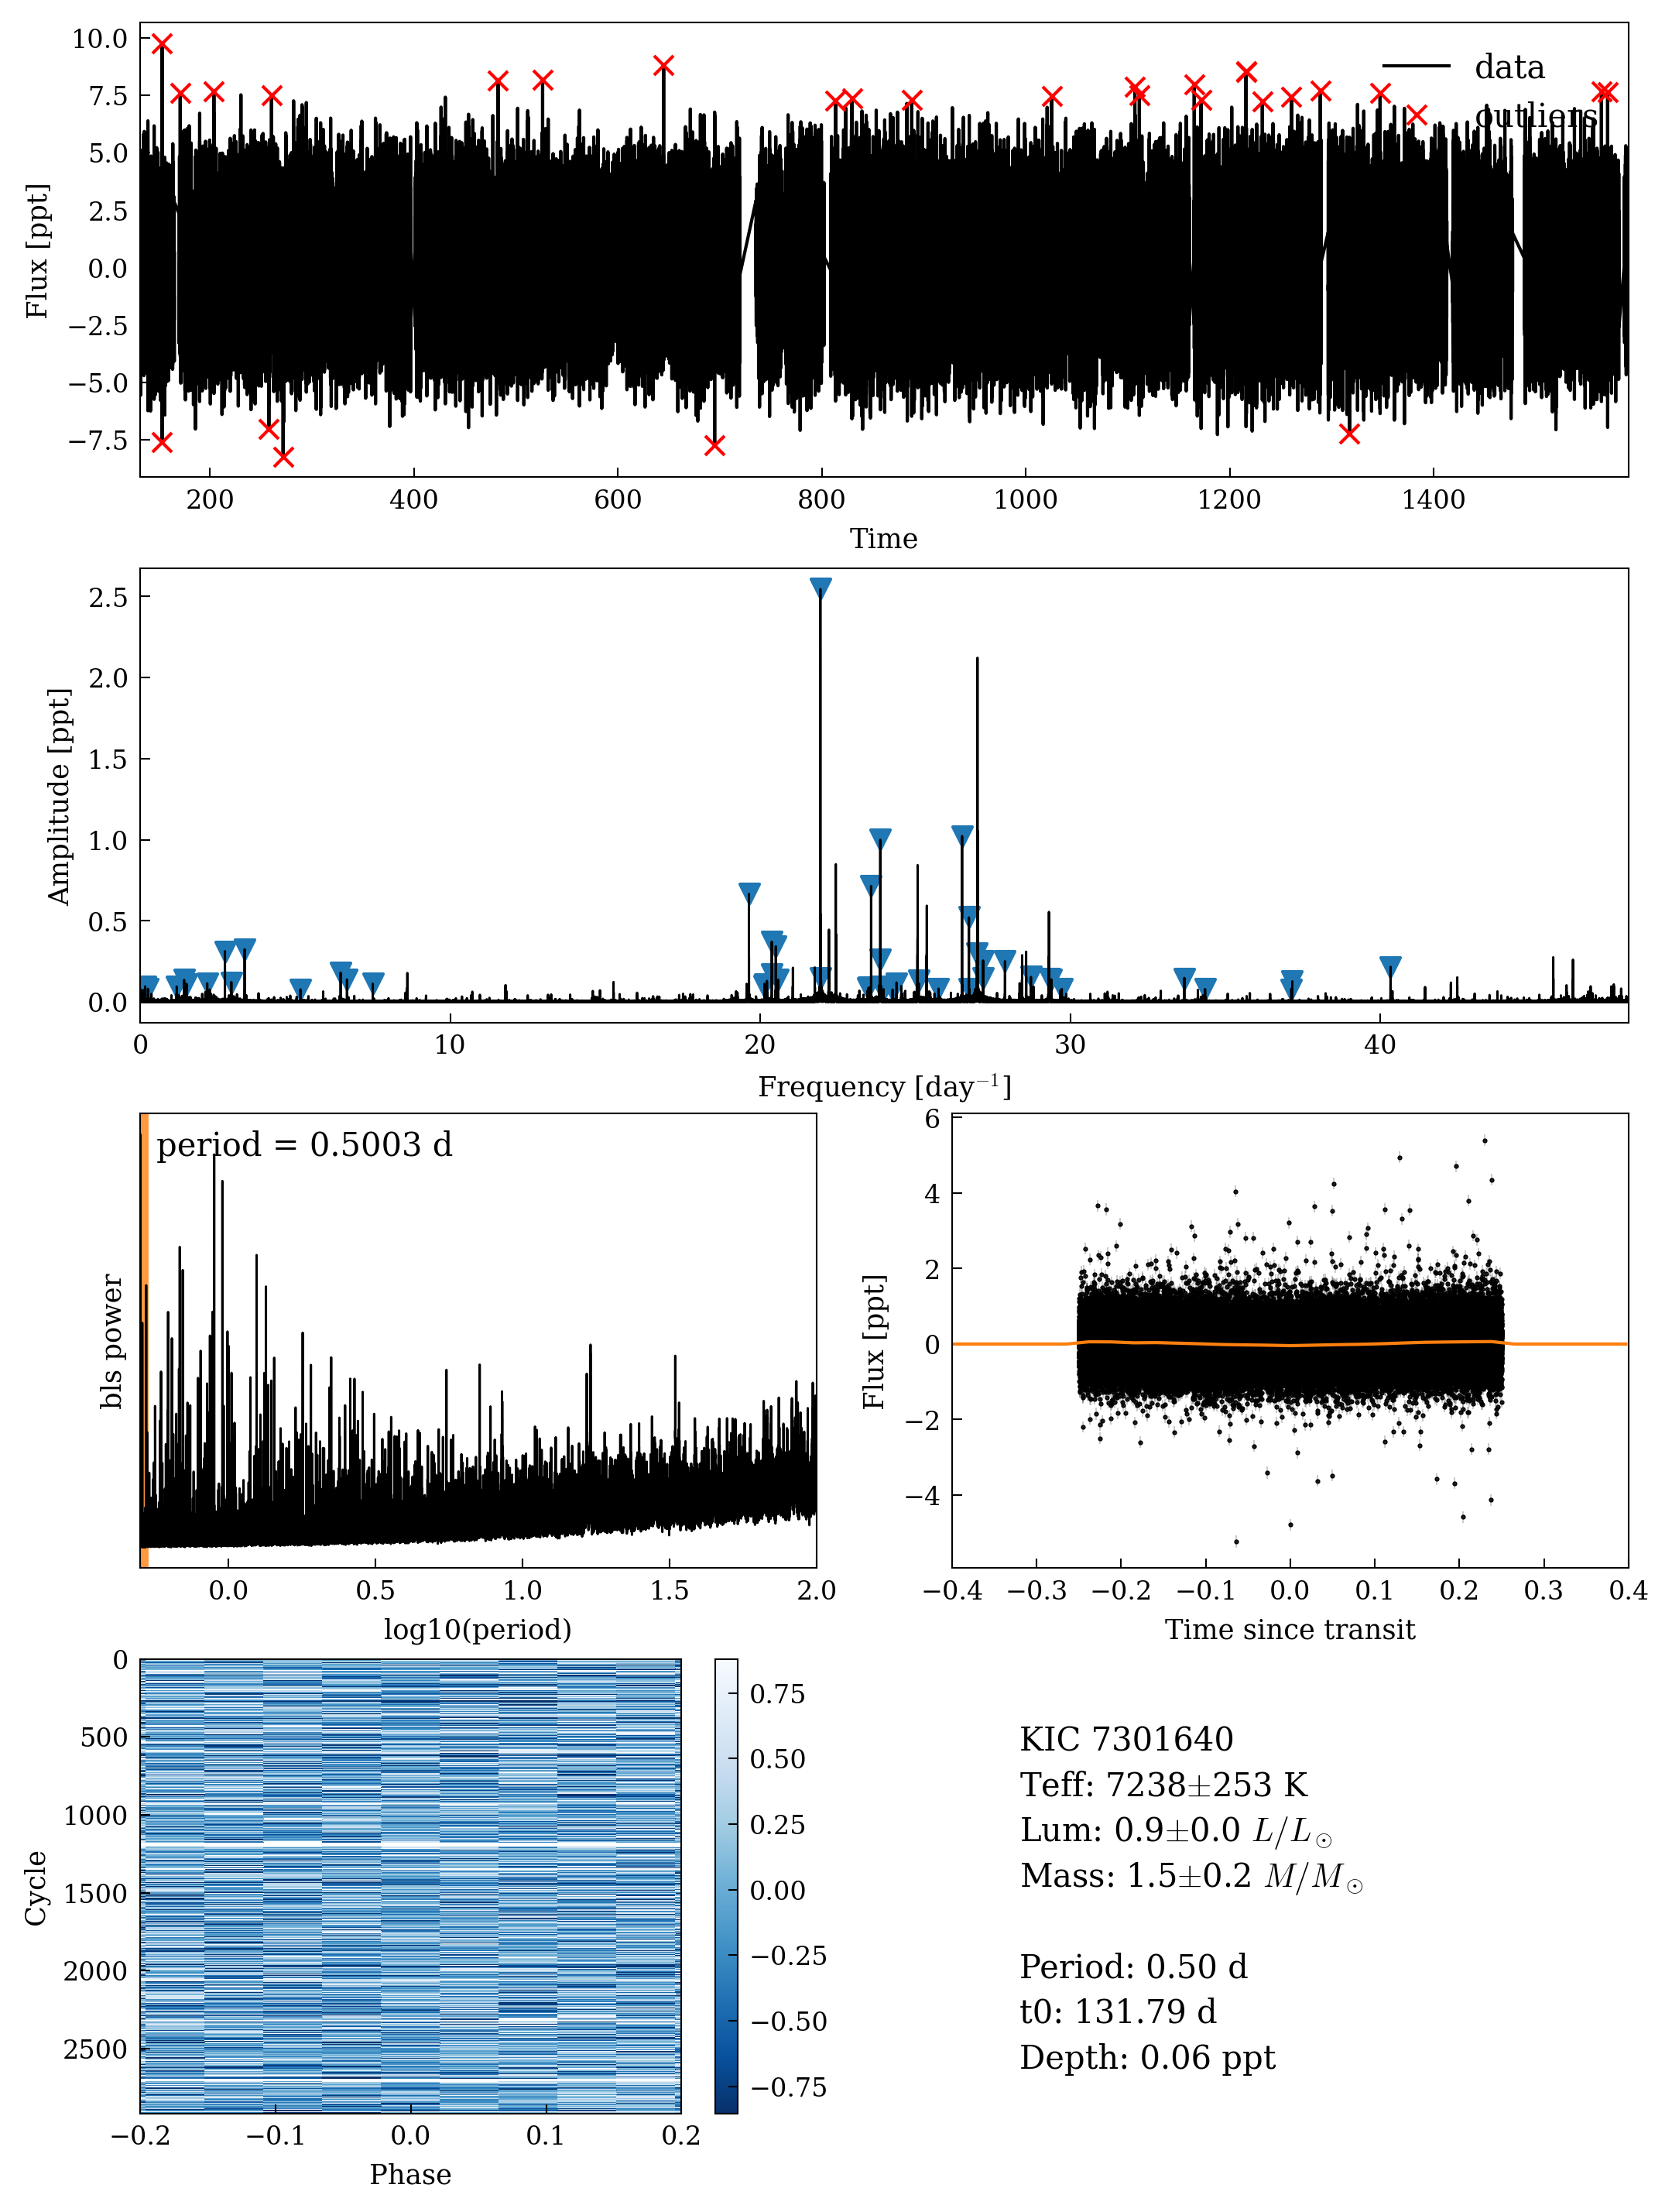 10.0
7.5
5.0
2.5
0.0
−2.5
−5.0
−7.5
Flux [ppt]
data
outliers
200 400 600 800 1000 1200 1400
Time
2.5
2.0
1.5
1.0
0.5
0.0
Amplitude [ppt]
0 10 20 30 40
Frequency [day⁻¹]
period = 0.5003 d
bls power
0.0 0.5 1.0 1.5 2.0
log10(period)
6
4
2
0
−2
−4
Flux [ppt]
−0.4 −0.3 −0.2 −0.1 0.0 0.1 0.2 0.3 0.4
Time since transit
0
500
1000
1500
2000
2500
Cycle
−0.2 −0.1 0.0 0.1 0.2
Phase
0.75
0.50
0.25
0.00
−0.25
−0.50
−0.75
KIC 7301640
Teff: 7238±253 K
Lum: 0.9±0.0 L/L⊙
Mass: 1.5±0.2 M/M⊙
Period: 0.50 d
t0: 131.79 d
Depth: 0.06 ppt